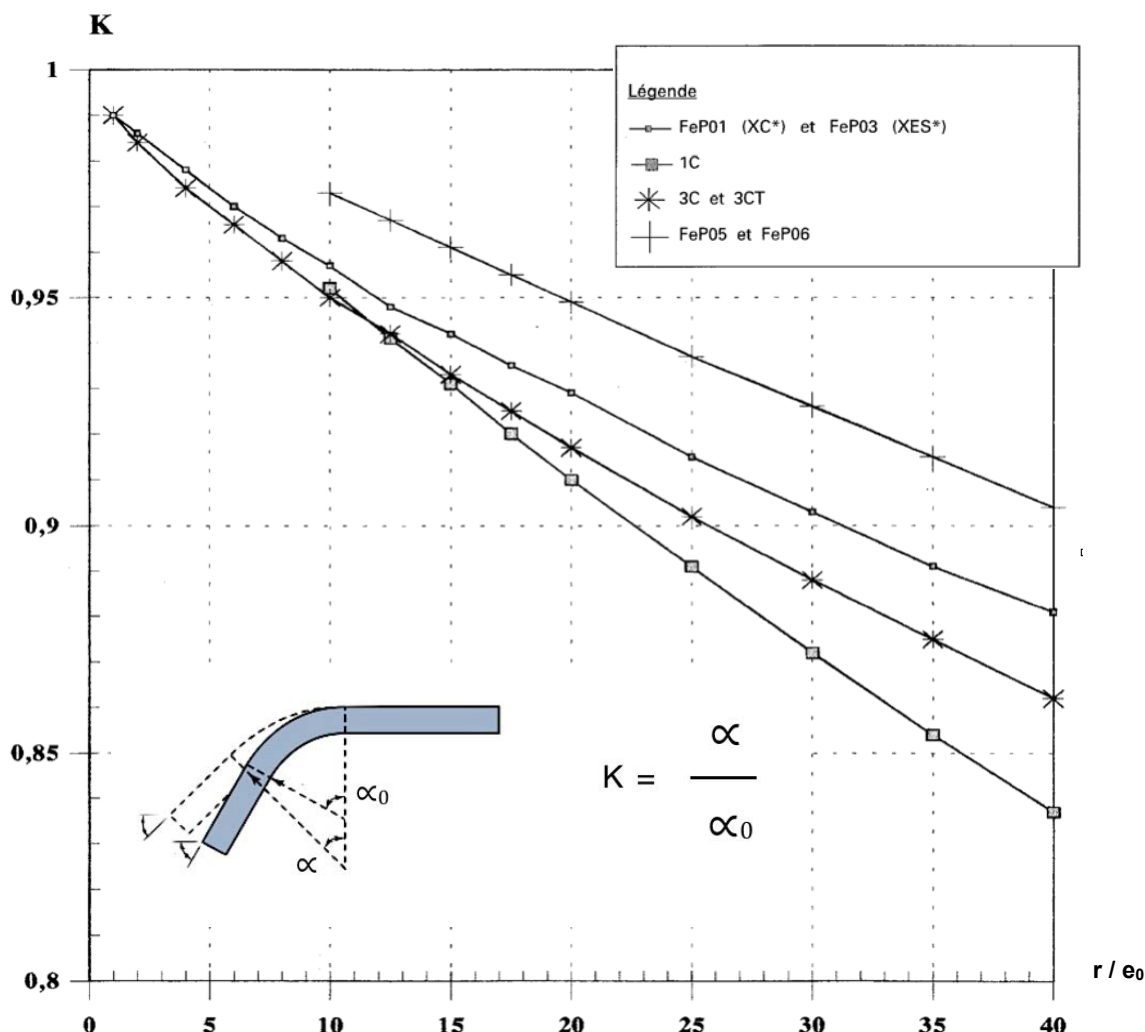 K
Légende
FeP01 (XC*) et FeP03 (XES*)
1C
3C et 3CT
FeP05 et FeP06
1
0,95
0,9
0,85
0,8
∝₀
∝
K = ∝ / ∝₀
r / e₀
0 5 10 15 20 25 30 35 40